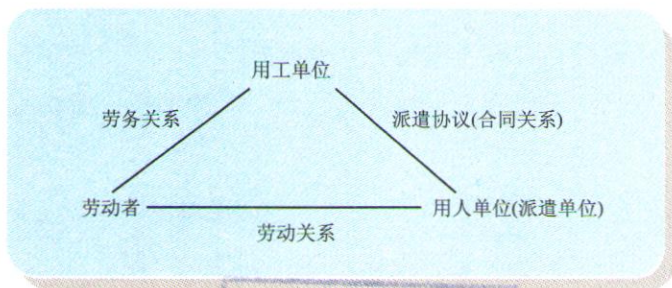 用工单位
劳务关系
派遣协议(合同关系)
劳动者
用人单位(派遣单位)
劳动关系